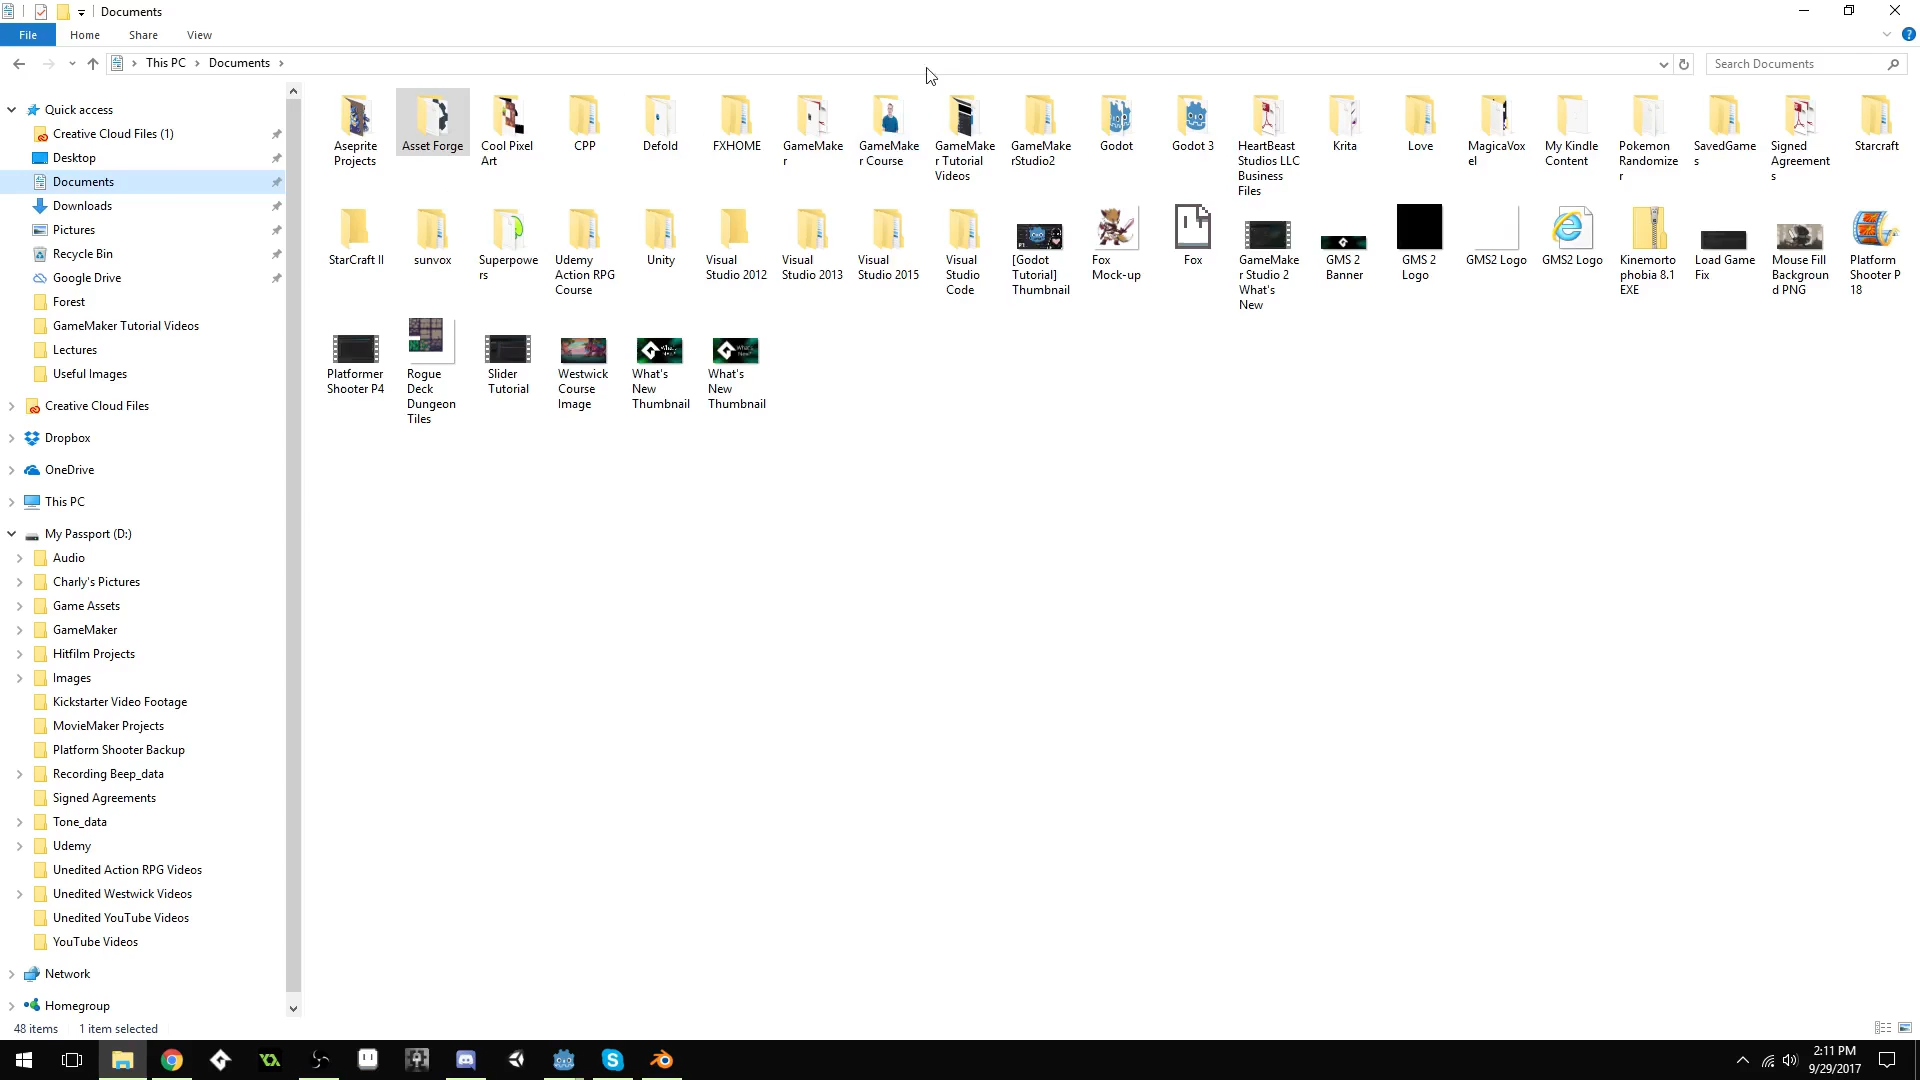 Documents
File Home Share View
This PC Documents
Search Documents
Quick access
Creative Cloud Files (1)
Desktop
Documents
Downloads
Pictures
Recycle Bin
Google Drive
Forest
GameMaker Tutorial Videos
Lectures
Useful Images
Creative Cloud Files
Dropbox
OneDrive
This PC
My Passport (D:)
Audio
Charly's Pictures
Game Assets
GameMaker
Hitfilm Projects
Images
Kickstarter Video Footage
MovieMaker Projects
Platform Shooter Backup
Recording Beep_data
Signed Agreements
Tone_data
Udemy
Unedited Action RPG Videos
Unedited Westwick Videos
Unedited YouTube Videos
YouTube Videos
Network
Homegroup
Aseprite
Projects
Asset Forge
Cool Pixel
Art
CPP
Defold
FXHOME
GameMake
r
GameMake
r Course
GameMake
r Tutorial
Videos
GameMake
rStudio2
Godot
Godot 3
HeartBeast
Studios LLC
Business
Files
Krita
Love
MagicaVox
el
My Kindle
Content
Pokemon
Randomize
r
SavedGame
s
Signed
Agreement
s
Starcraft
StarCraft II
sunvox
Superpowe
rs
Udemy
Action RPG
Course
Unity
Visual
Studio 2012
Visual
Studio 2013
Visual
Studio 2015
Visual
Studio
Code
[Godot
Tutorial]
Thumbnail
Fox
Mock-up
Fox
GameMake
r Studio 2
What's
New
GMS 2
Banner
GMS 2
Logo
GMS2 Logo
GMS2 Logo
Kinemorto
phobia 8.1
EXE
Load Game
Fix
Mouse Fill
Backgroun
d PNG
Platform
Shooter P
18
Platformer
Shooter P4
Rogue
Deck
Dungeon
Tiles
Slider
Tutorial
Westwick
Course
Image
What's
New
Thumbnail
What's
New
Thumbnail
48 items 1 item selected
2:11 PM
9/29/2017